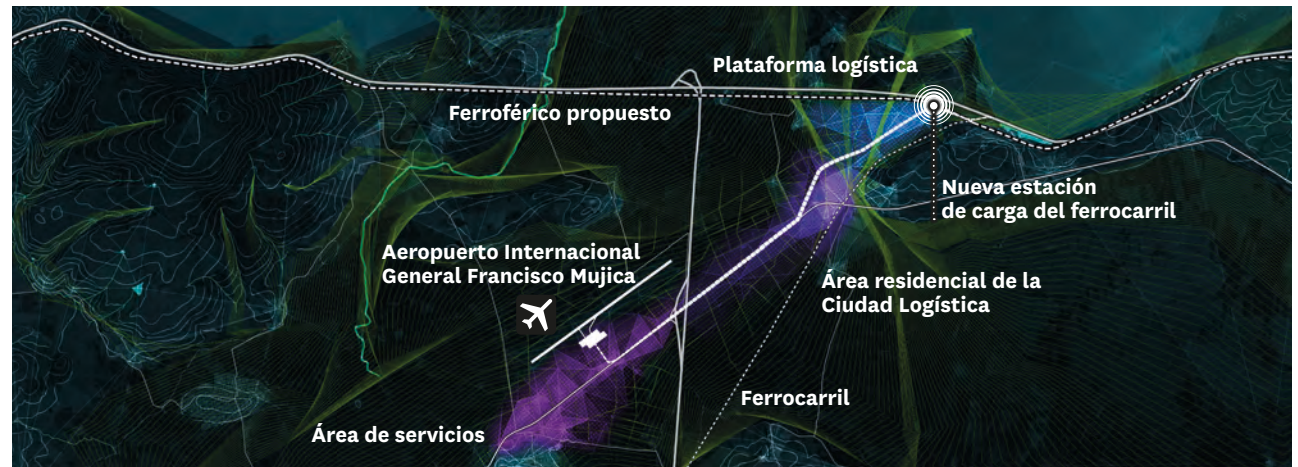 Plataforma logística
Ferroférico propuesto
Nueva estación
de carga del ferrocarril
Aeropuerto Internacional
General Francisco Mujica
Área residencial de la
Ciudad Logística
Ferrocarril
Área de servicios